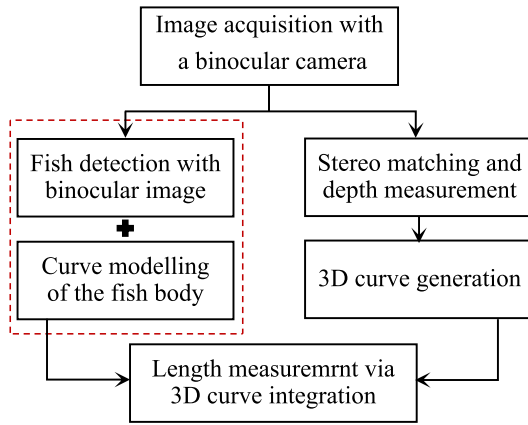 Image acquisition with
a binocular camera
Fish detection with
binocular image
Curve modelling
of the fish body
Stereo matching and
depth measurement
3D curve generation
Length measuremrnt via
3D curve integration